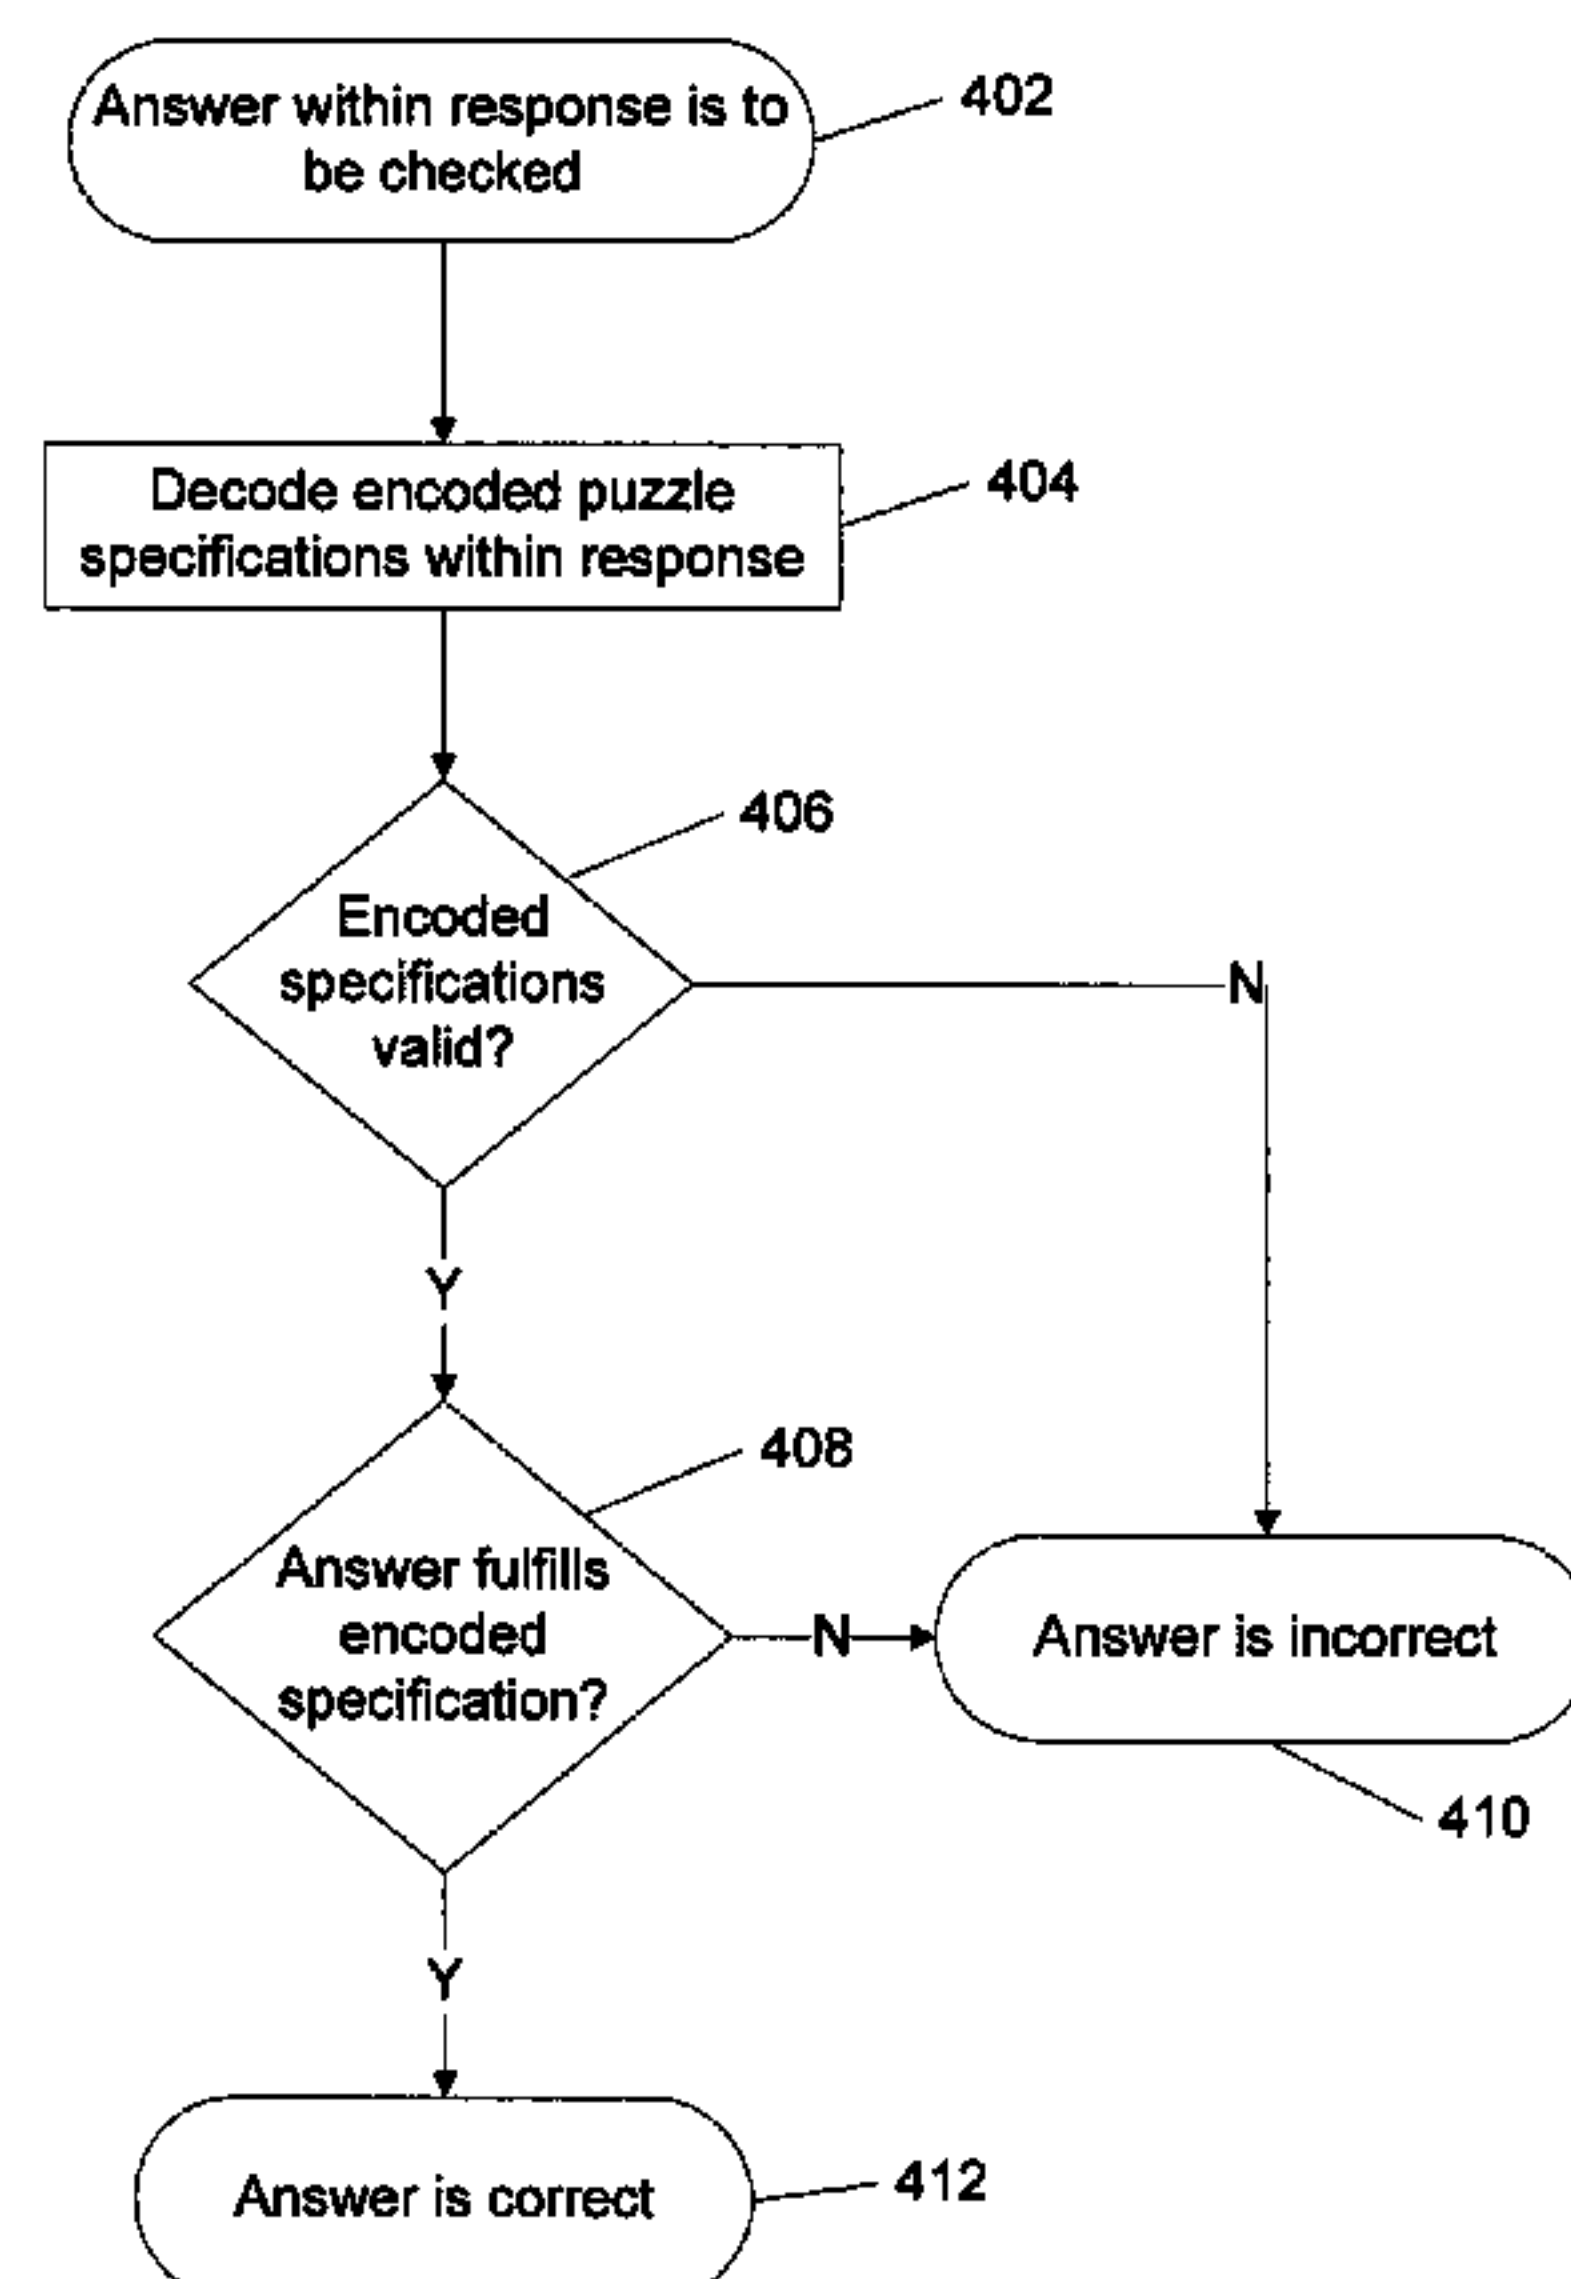 Answer within response is to
be checked
402
Decode encoded puzzle
specifications within response
404
406
Encoded
specifications
valid?
N
Y
408
Answer fulfills
encoded
specification?
N
Answer is incorrect
410
Y
Answer is correct
412